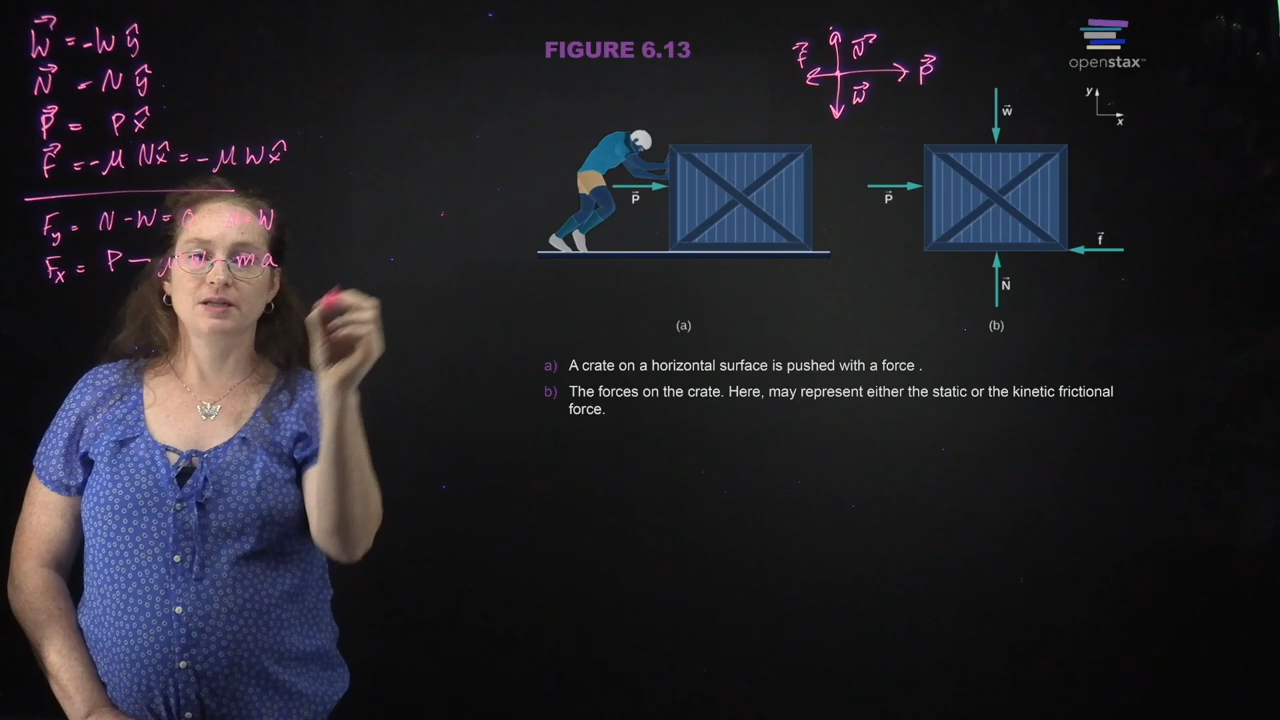 W⃗ = -W ŷ
N⃗ = N ŷ
P⃗ = P x̂
F⃗ = -μ N x̂ = -μ W x̂
F_y = N - W = 0 N = W
F_x = P - μ W = m a
FIGURE 6.13
f⃗ N⃗ P⃗
W⃗
openstax™
y
x
P⃗
(a)
w⃗
P⃗
f⃗
N⃗
(b)
a) A crate on a horizontal surface is pushed with a force .
b) The forces on the crate. Here, may represent either the static or the kinetic frictional
force.